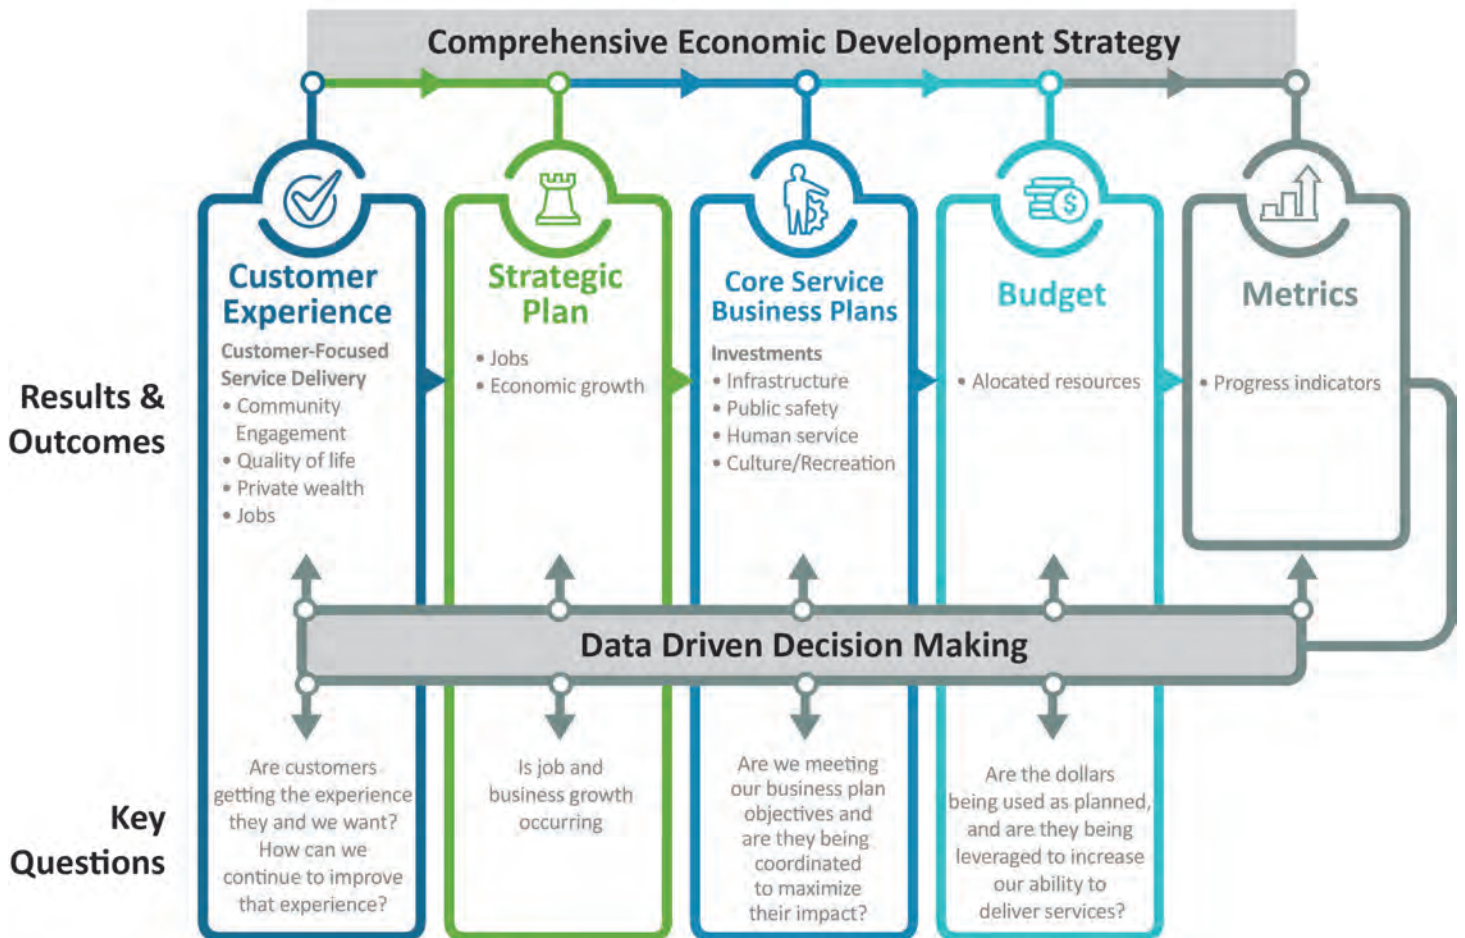 Comprehensive Economic Development Strategy
Customer
Experience
Customer-Focused
Service Delivery
• Community
Engagement
• Quality of life
• Private wealth
• Jobs
Strategic
Plan
• Jobs
• Economic growth
Core Service
Business Plans
Investments
• Infrastructure
• Public safety
• Human service
• Culture/Recreation
Budget
• Alocated resources
Metrics
• Progress indicators
Results &
Outcomes
Data Driven Decision Making
Key
Questions
Are customers
getting the experience
they and we want?
How can we
continue to improve
that experience?
Is job and
business growth
occurring
Are we meeting
our business plan
objectives and
are they being
coordinated
to maximize
their impact?
Are the dollars
being used as planned,
and are they being
leveraged to increase
our ability to
deliver services?